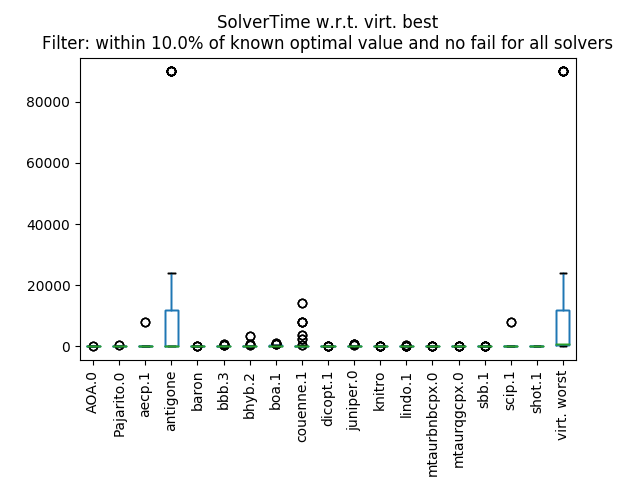 SolverTime w.r.t. virt. best
Filter: within 10.0% of known optimal value and no fail for all solvers
80000
60000
40000
20000
0
AOA.0
Pajarito.0
aecp.1
antigone
baron
bbb.3
bhyb.2
boa.1
couenne.1
dicopt.1
juniper.0
knitro
lindo.1
mtaurbnbcpx.0
mtaurqgcpx.0
sbb.1
scip.1
shot.1
virt. worst